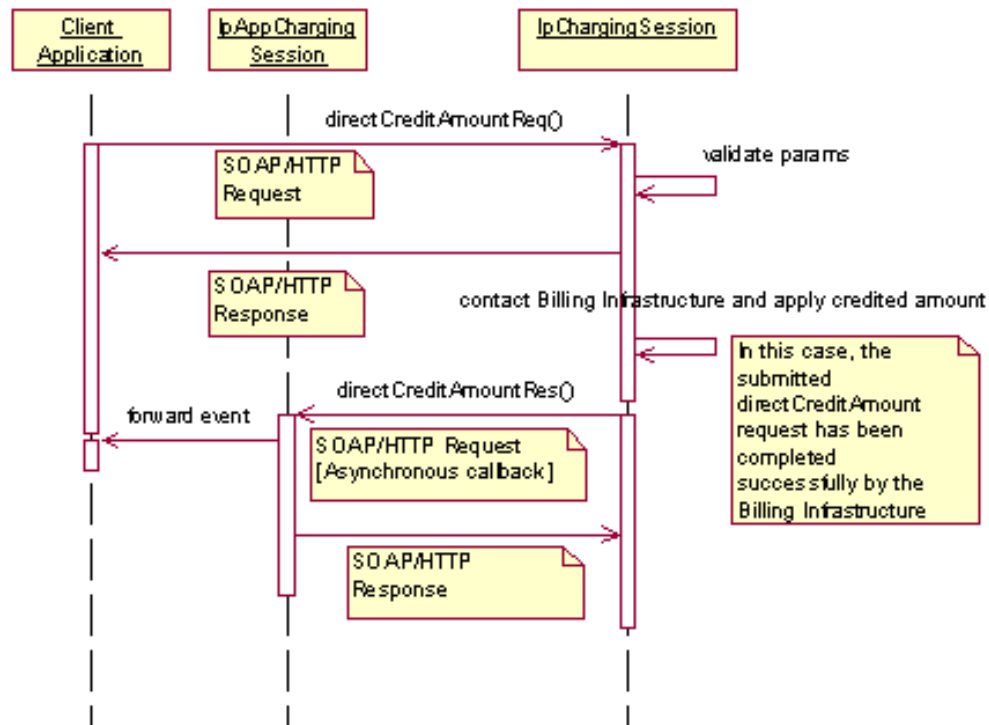 Client
Application
IpAppCharging
Session
IpChargingSession
directCreditAmountReq()
validate params
SOAP/HTTP
Request
SOAP/HTTP
Response
contact Billing Infrastructure and apply credited amount
In this case, the
submitted
directCreditAmount
request has been
completed
successfully by the
Billing Infrastructure
directCreditAmountRes()
forward event
SOAP/HTTP Request
[Asynchronous callback]
SOAP/HTTP
Response